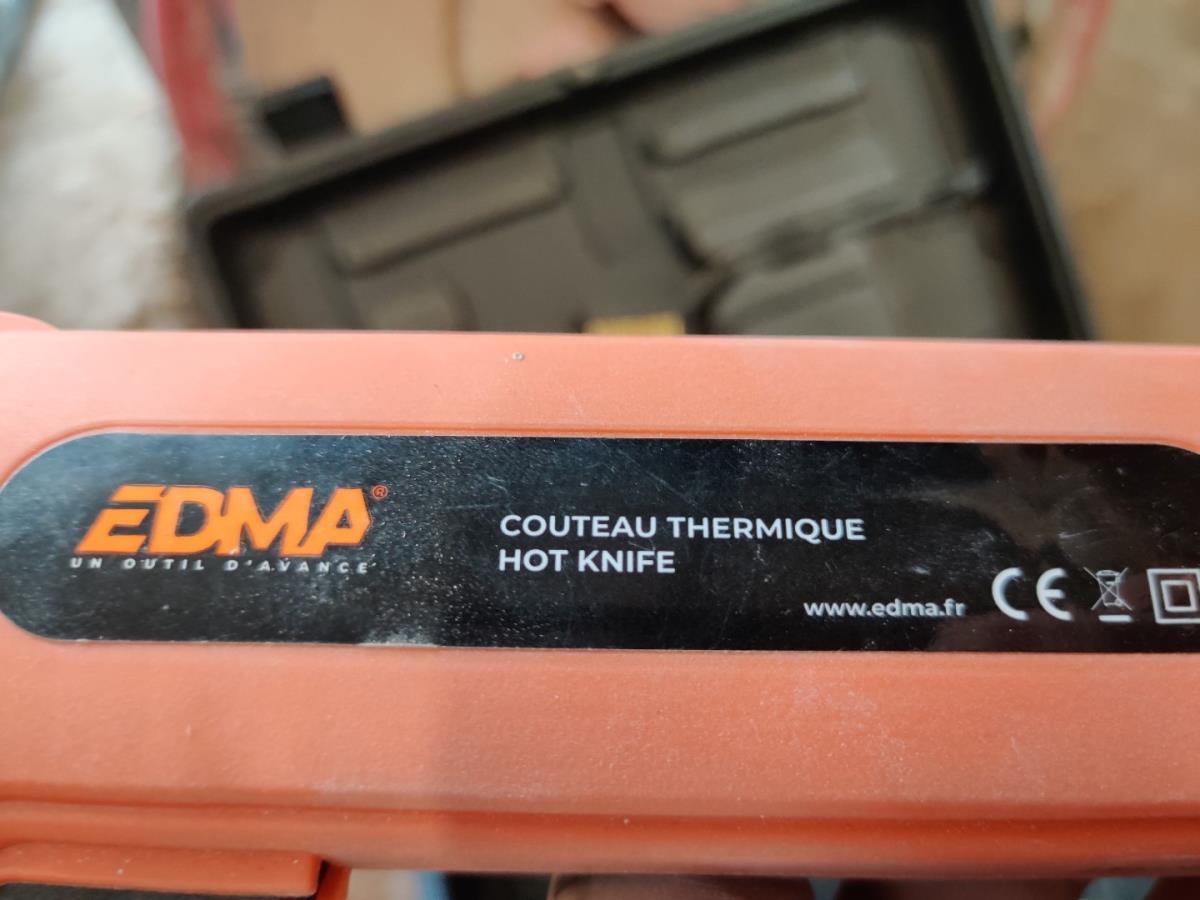 EDMA®
UN OUTIL D'AVANCE
COUTEAU THERMIQUE
HOT KNIFE
www.edma.fr
CE